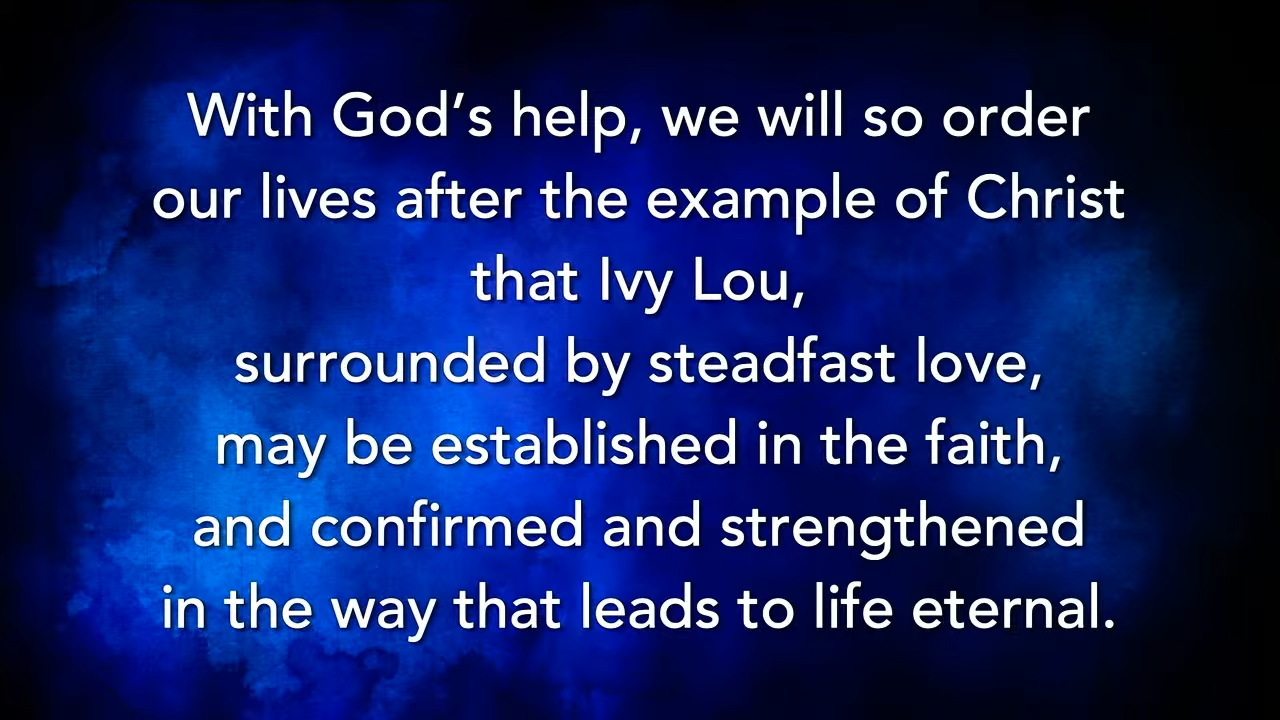 With God’s help, we will so order
our lives after the example of Christ
that Ivy Lou,
surrounded by steadfast love,
may be established in the faith,
and confirmed and strengthened
in the way that leads to life eternal.